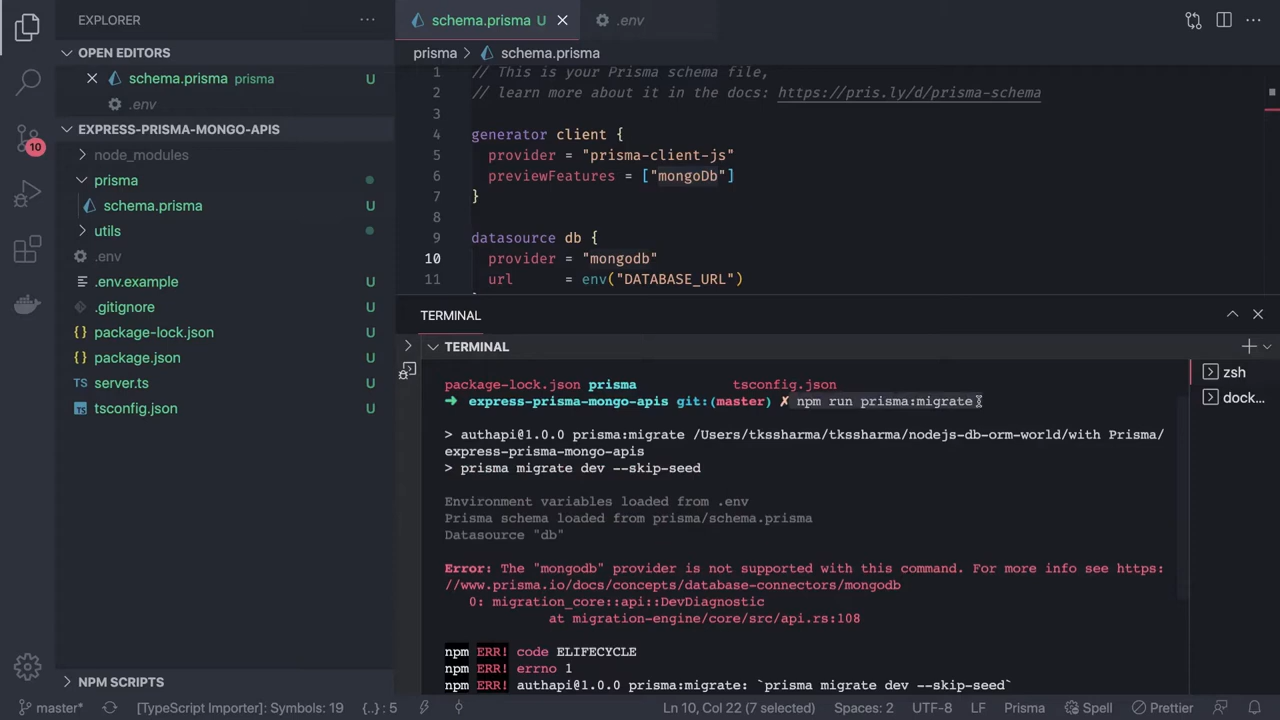 EXPLORER
···
OPEN EDITORS
schema.prisma prisma U
.env
EXPRESS-PRISMA-MONGO-APIS
node_modules
prisma
schema.prisma U
utils
.env
.env.example U
.gitignore U
{} package-lock.json U
{} package.json U
TS server.ts U
tsconfig.json U
NPM SCRIPTS
10
schema.prisma U
.env
···
prisma > schema.prisma
1 // This is your Prisma schema file,
2 // learn more about it in the docs: https://pris.ly/d/prisma-schema
3
4 generator client {
5 provider = "prisma-client-js"
6 previewFeatures = ["mongoDb"]
7 }
8
9 datasource db {
10 provider = "mongodb"
11 url = env("DATABASE_URL")
TERMINAL
TERMINAL
package-lock.json prisma tsconfig.json
➜ express-prisma-mongo-apis git:(master) ✗ npm run prisma:migrate
> authapi@1.0.0 prisma:migrate /Users/tkssharma/tkssharma/nodejs-db-orm-world/with Prisma/
express-prisma-mongo-apis
> prisma migrate dev --skip-seed
Environment variables loaded from .env
Prisma schema loaded from prisma/schema.prisma
Datasource "db"
Error: The "mongodb" provider is not supported with this command. For more info see https:
//www.prisma.io/docs/concepts/database-connectors/mongodb
0: migration_core::api::DevDiagnostic
at migration-engine/core/src/api.rs:108
npm ERR! code ELIFECYCLE
npm ERR! errno 1
npm ERR! authapi@1.0.0 prisma:migrate: `prisma migrate dev --skip-seed`
zsh
dock...
master*
[TypeScript Importer]: Symbols: 19
{..} : 5
Ln 10, Col 22 (7 selected)
Spaces: 2
UTF-8
LF
Prisma
Spell
Prettier